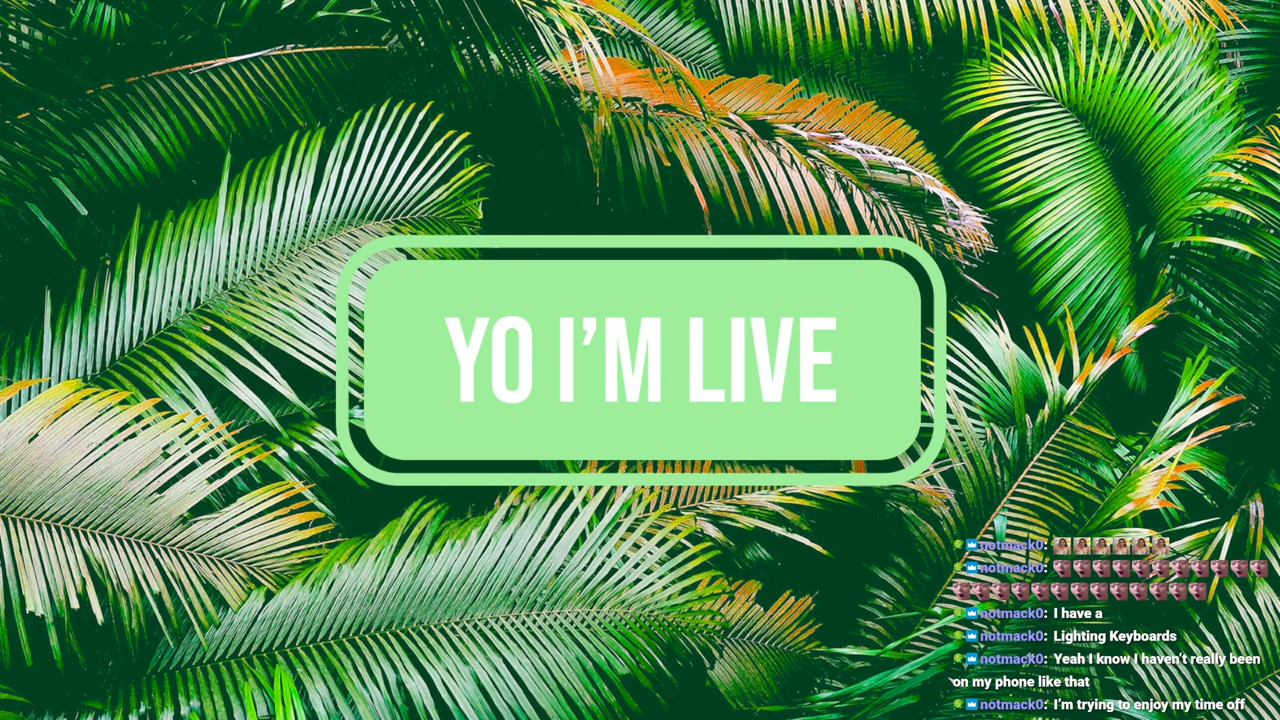 YO I’M LIVE
notmack0:
notmack0:
notmack0: I have a
notmack0: Lighting Keyboards
notmack0: Yeah I know I haven’t really been
on my phone like that
notmack0: I’m trying to enjoy my time off